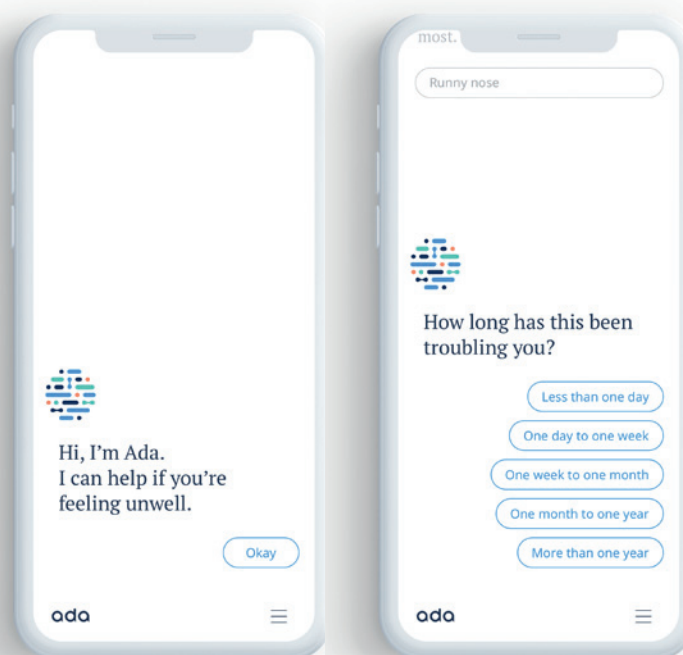 Hi, I'm Ada.
I can help if you're
feeling unwell.
Okay
ada
most.
Runny nose
How long has this been
troubling you?
Less than one day
One day to one week
One week to one month
One month to one year
More than one year
ada